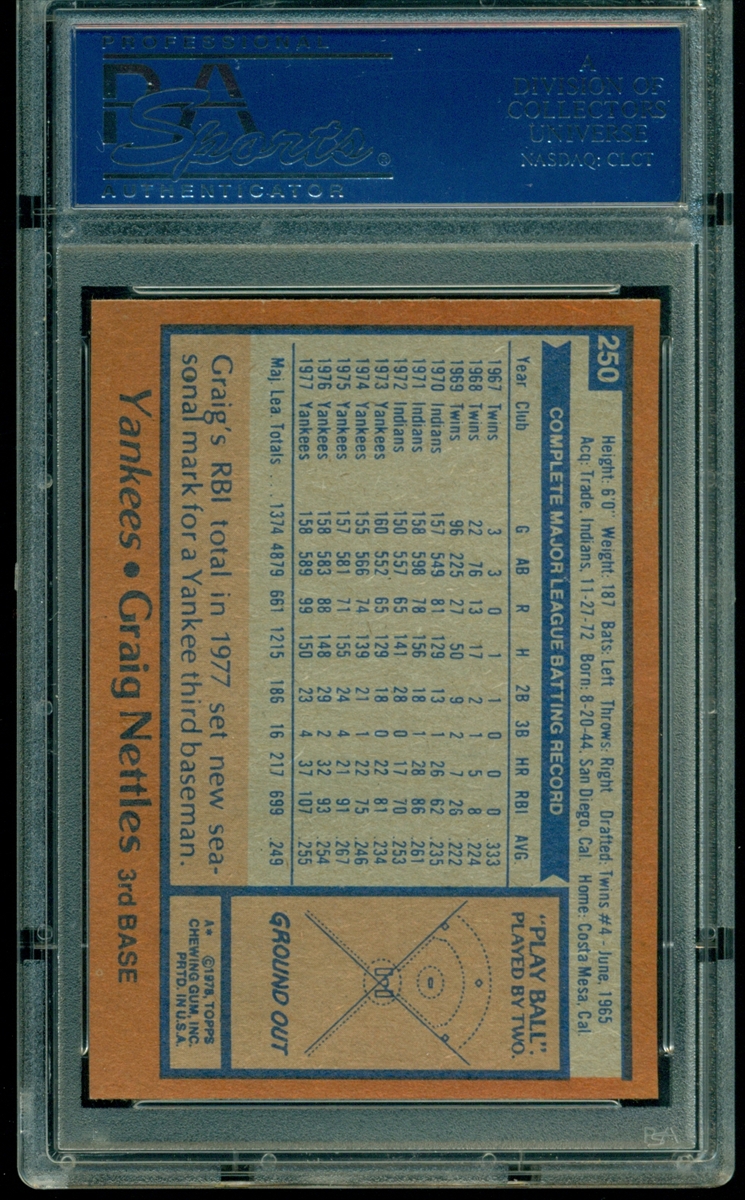 PROFESSIONAL
PSA
Sports®
AUTHENTICATOR
A
DIVISION OF
COLLECTORS
UNIVERSE
NASDAQ: CLCT
250
Height: 6'0" Weight: 187 Bats: Left Throws: Right Drafted: Twins #4 - June, 1965
Acq: Trade, Indians, 11-27-72 Born: 8-20-44, San Diego, Cal. Home: Costa Mesa, Cal.
COMPLETE MAJOR LEAGUE BATTING RECORD
Year Club G AB R H 2B 3B HR RBI AVG.
1967 Twins 3 3 0 1 1 0 0 0 .333
1968 Twins 22 76 13 17 2 1 5 8 .224
1969 Twins 96 225 27 50 9 2 7 26 .222
1970 Indians 157 549 81 129 13 1 26 62 .235
1971 Indians 158 598 78 156 18 1 28 86 .261
1972 Indians 150 557 65 141 28 0 17 70 .253
1973 Yankees 160 552 65 129 18 0 22 81 .234
1974 Yankees 155 566 74 139 21 1 22 75 .246
1975 Yankees 157 581 71 155 24 4 21 91 .267
1976 Yankees 158 583 88 148 29 2 32 93 .254
1977 Yankees 158 589 99 150 23 4 37 107 .255
Maj. Lea. Totals . . . 1374 4879 661 1215 186 16 217 699 .249
Graig's RBI total in 1977 set new sea-
sonal mark for a Yankee third baseman.
"PLAY BALL".
PLAYED BY TWO.
GROUND OUT
A* ©1978, TOPPS
CHEWING GUM, INC.
PRTD. IN U.S.A.
Yankees • Graig Nettles 3rd BASE
PSA